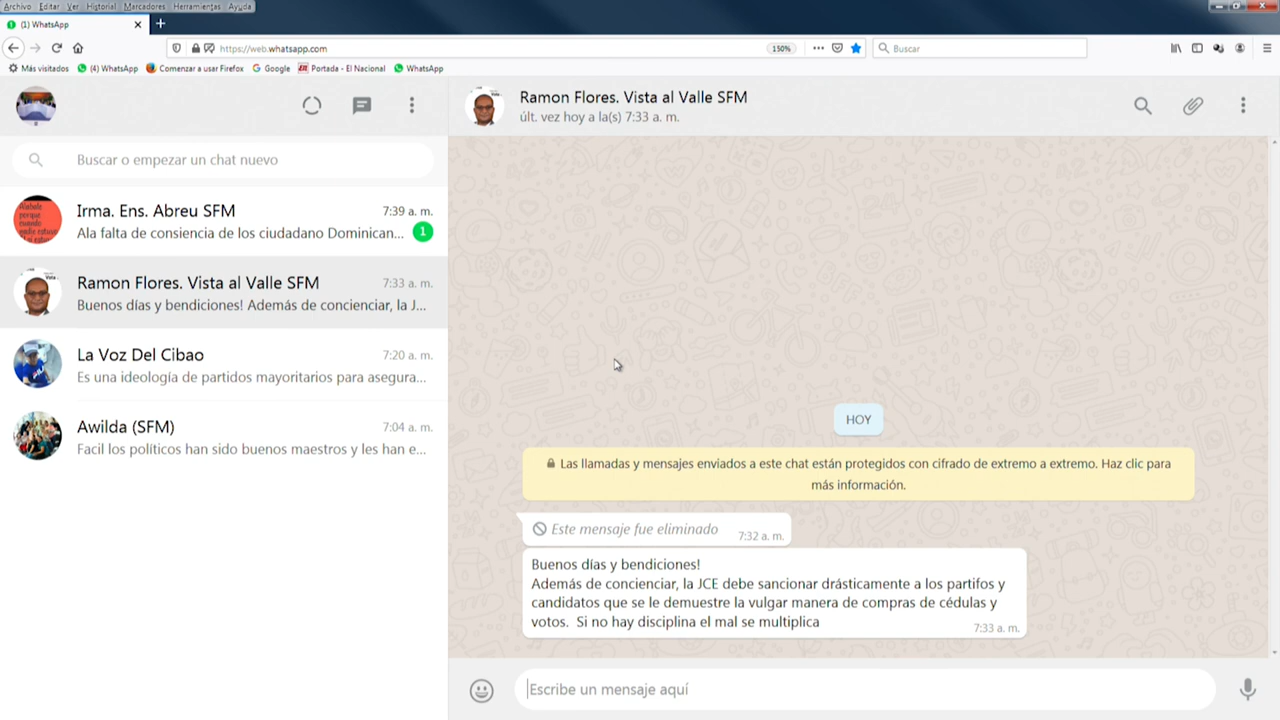 Archivo Editar Ver Historial Marcadores Herramientas Ayuda
(1) WhatsApp
https://web.whatsapp.com
150%
Buscar
Más visitados
(4) WhatsApp
Comenzar a usar Firefox
Google
Portada - El Nacional
WhatsApp
Ramon Flores. Vista al Valle SFM
últ. vez hoy a la(s) 7:33 a. m.
Buscar o empezar un chat nuevo
Irma. Ens. Abreu SFM
7:39 a. m.
Ala falta de consiencia de los ciudadano Dominican...
1
Ramon Flores. Vista al Valle SFM
7:33 a. m.
Buenos días y bendiciones! Además de concienciar, la J...
La Voz Del Cibao
7:20 a. m.
Es una ideología de partidos mayoritarios para asegura...
Awilda (SFM)
7:04 a. m.
Facil los políticos han sido buenos maestros y les han e...
HOY
Las llamadas y mensajes enviados a este chat están protegidos con cifrado de extremo a extremo. Haz clic para
más información.
Este mensaje fue eliminado
7:32 a. m.
Buenos días y bendiciones!
Además de concienciar, la JCE debe sancionar drásticamente a los partifos y
candidatos que se le demuestre la vulgar manera de compras de cédulas y
votos. Si no hay disciplina el mal se multiplica
7:33 a. m.
Escribe un mensaje aquí